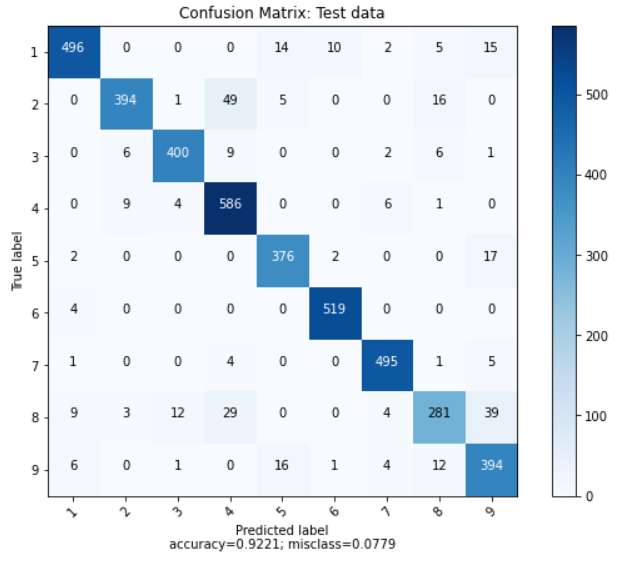 Confusion Matrix: Test data
1 496 0 0 0 14 10 2 5 15
2 0 394 1 49 5 0 0 16 0
3 0 6 400 9 0 0 2 6 1
4 0 9 4 586 0 0 6 1 0
5 2 0 0 0 376 2 0 0 17
6 4 0 0 0 0 519 0 0 0
7 1 0 0 4 0 0 495 1 5
8 9 3 12 29 0 0 4 281 39
9 6 0 1 0 16 1 4 12 394
True label
1 2 3 4 5 6 7 8 9
Predicted label
accuracy=0.9221; misclass=0.0779
500
400
300
200
100
0